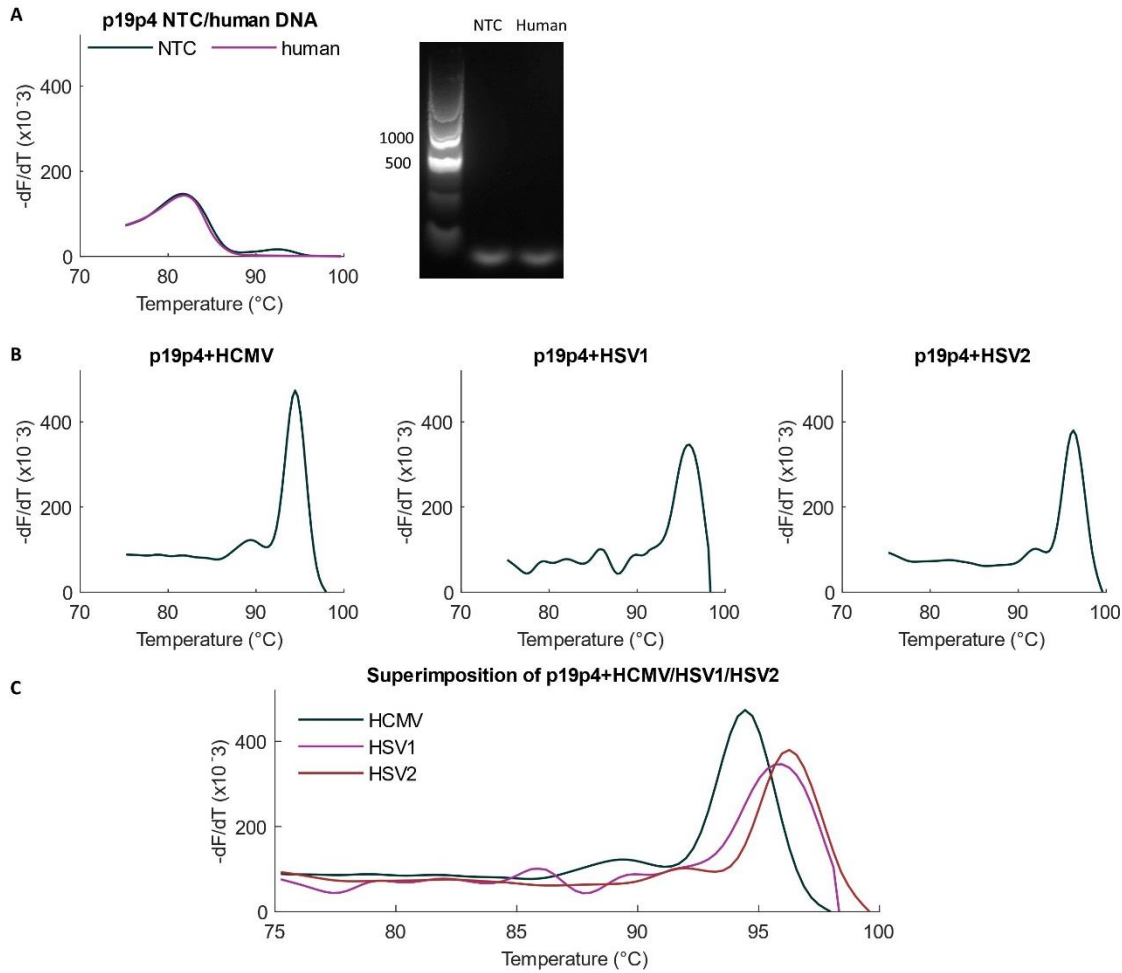 A
p19p4 NTC/human DNA
NTC human
-dF/dT (x10⁻3)
400
200
0
70 80 90 100
Temperature (°C)
NTC Human
1000
500
B
p19p4+HCMV
-dF/dT (x10⁻3)
400
200
0
70 80 90 100
Temperature (°C)
p19p4+HSV1
-dF/dT (x10⁻3)
400
200
0
70 80 90 100
Temperature (°C)
p19p4+HSV2
-dF/dT (x10⁻3)
400
200
0
70 80 90 100
Temperature (°C)
C
Superimposition of p19p4+HCMV/HSV1/HSV2
HCMV
HSV1
HSV2
-dF/dT (x10⁻3)
400
200
0
75 80 85 90 95 100
Temperature (°C)